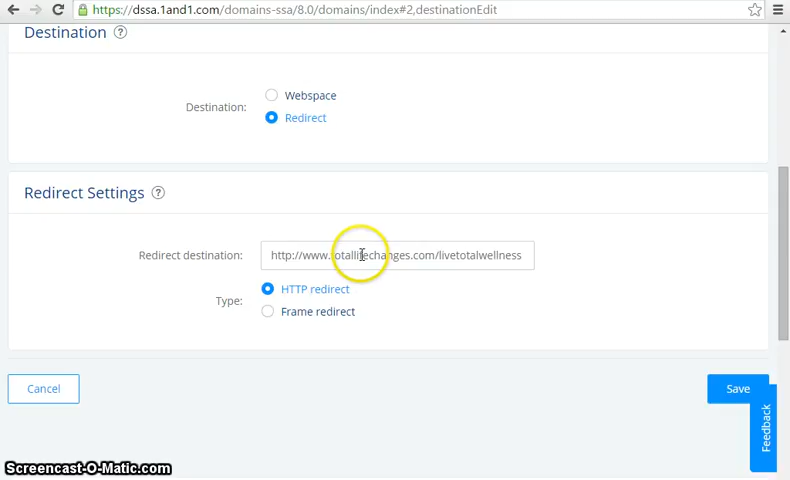 https://dssa.1and1.com/domains-ssa/8.0/domains/index#2,destinationEdit
Destination ?
Destination:
Webspace
Redirect
Redirect Settings ?
Redirect destination:
http://www.totallifechanges.com/livetotalwellness
Type:
HTTP redirect
Frame redirect
Cancel
Save
Feedback
Screencast-O-Matic.com